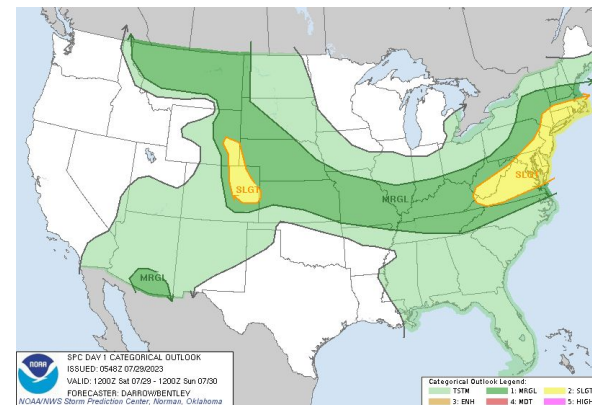 SLGT
SLGT
MRGL
MRGL
NOAA
SPC DAY 1 CATEGORICAL OUTLOOK
ISSUED: 0548Z 07/29/2023
VALID: 1200Z Sat 07/29 - 1200Z Sun 07/30
FORECASTER: DARROW/BENTLEY
NOAA/NWS Storm Prediction Center, Norman, Oklahoma
Categorical Outlook Legend:
TSTM 1: MRGL 2: SLGT
3: ENH 4: MDT 5: HIGH